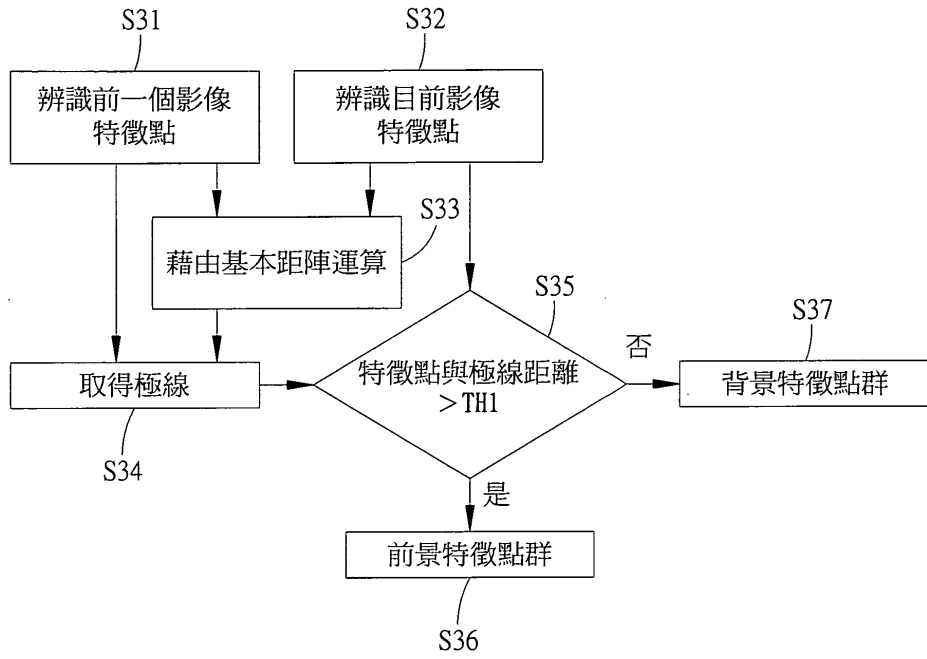 S31
S32
辨識前一個影像
特徵點
辨識目前影像
特徵點
S33
藉由基本距陣運算
S35
S37
否
取得極線
特徵點與極線距離
>TH1
背景特徵點群
S34
是
前景特徵點群
S36